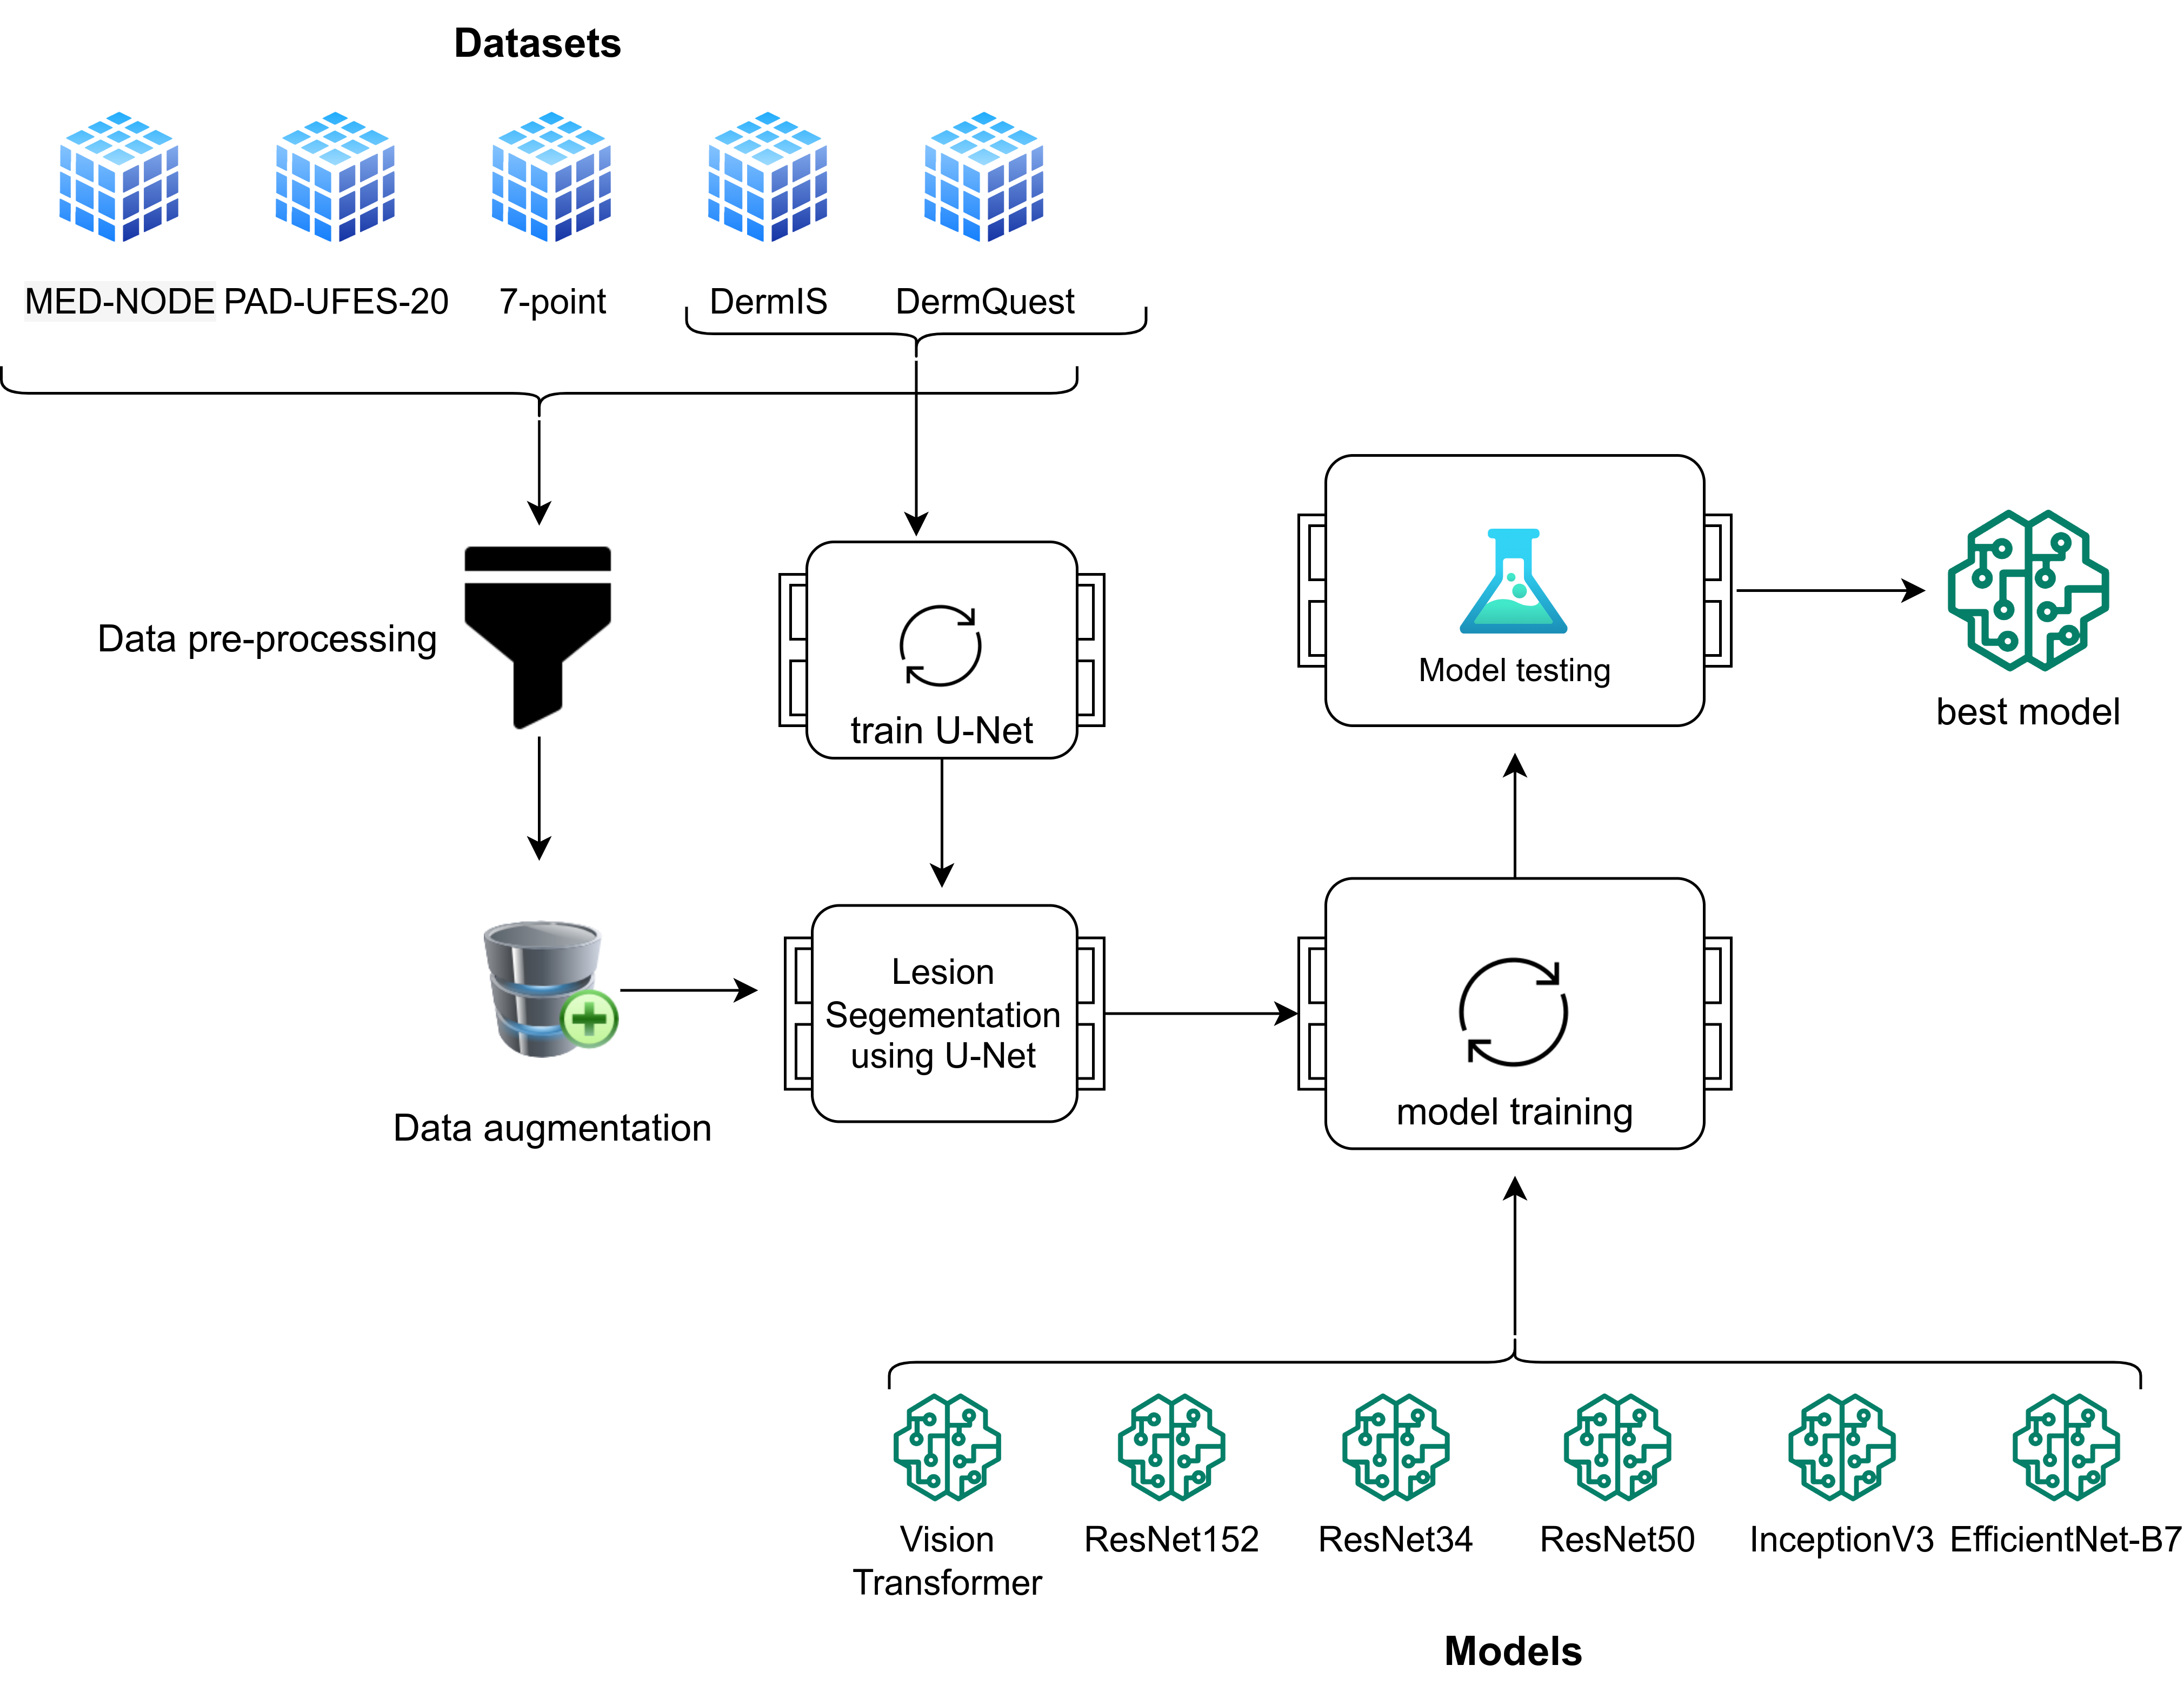 Datasets
MED-NODE
PAD-UFES-20
7-point
DermIS
DermQuest
Data pre-processing
train U-Net
Model testing
best model
Data augmentation
Lesion
Segementation
using U-Net
model training
Vision
Transformer
ResNet152
ResNet34
ResNet50
InceptionV3
EfficientNet-B7
Models